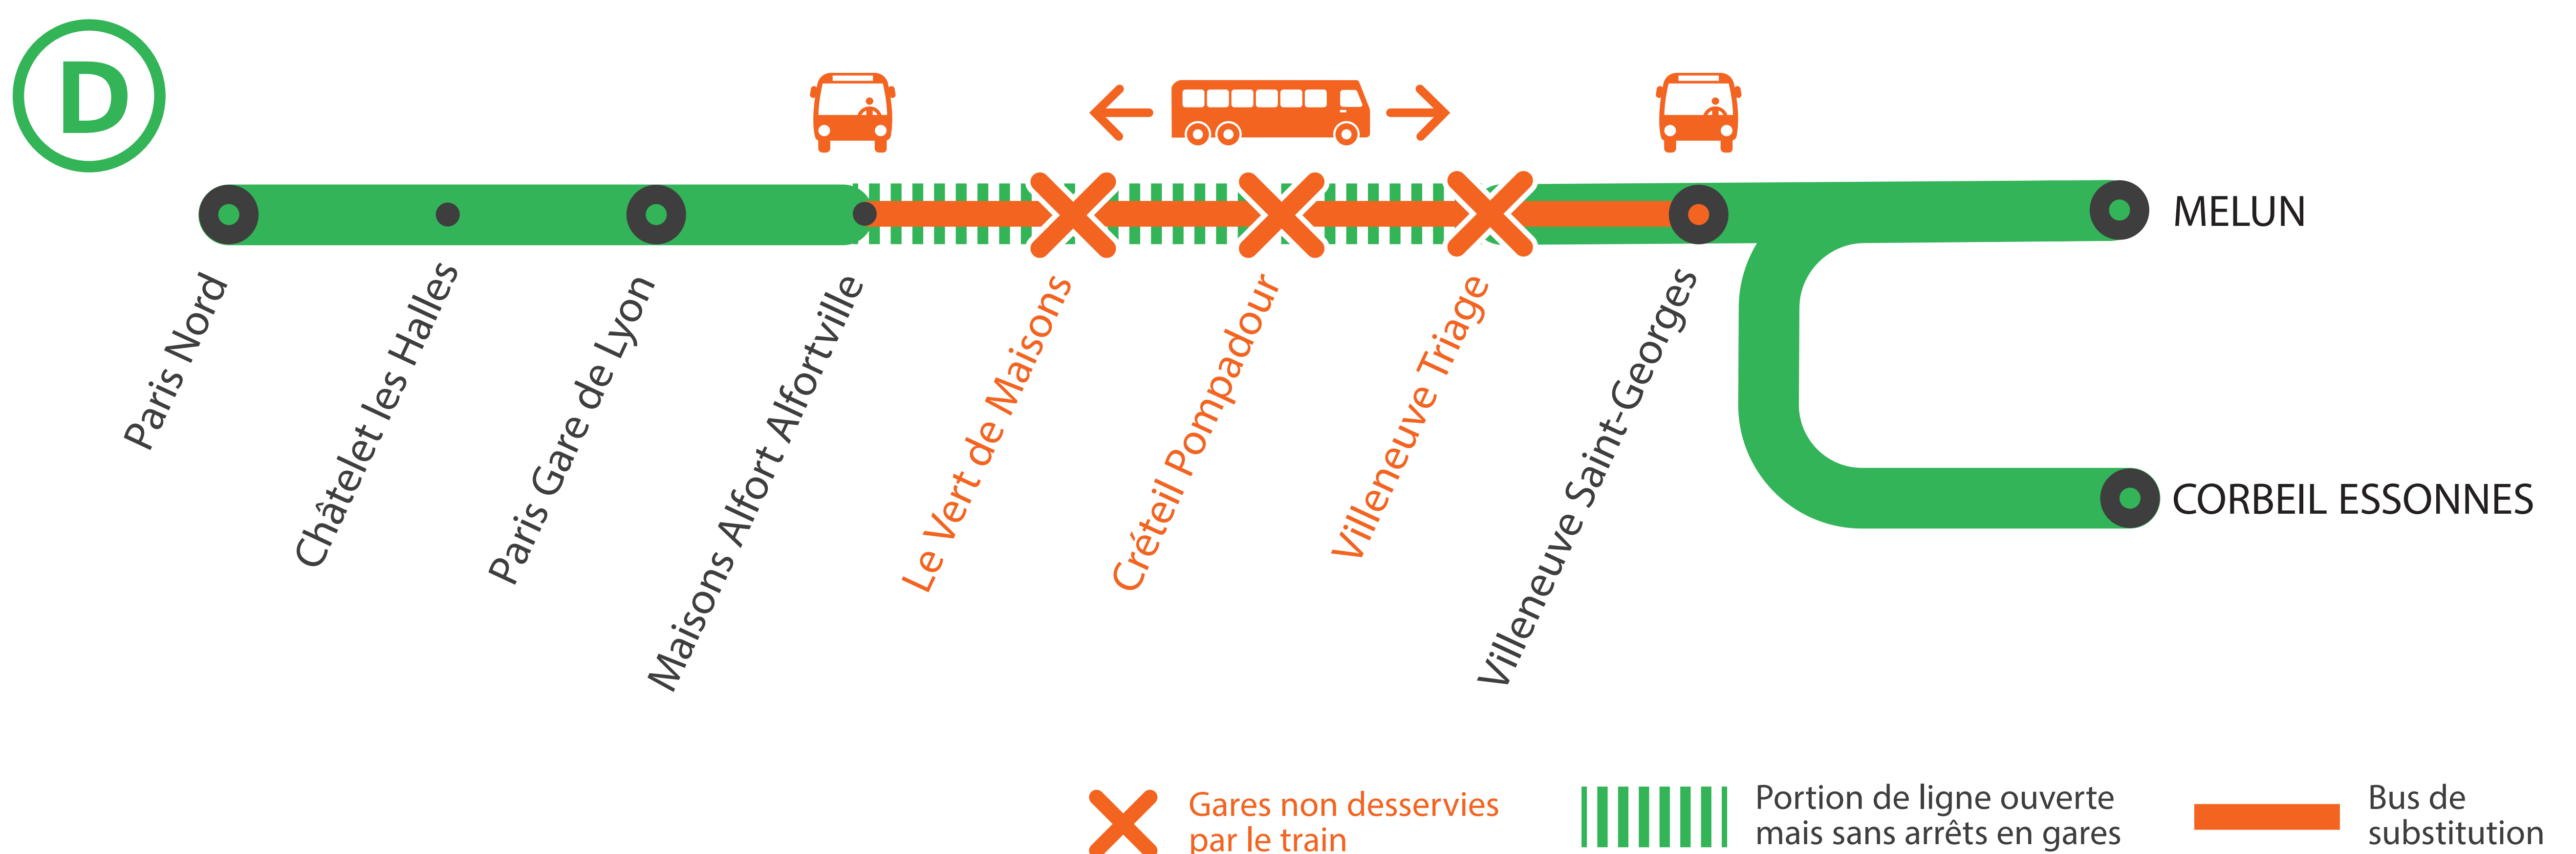 D
Paris Nord
Châtelet les Halles
Paris Gare de Lyon
Maisons Alfort Alfortville
Le Vert de Maisons
Créteil Pompadour
Villeneuve Triage
Villeneuve Saint-Georges
MELUN
CORBEIL ESSONNES
Gares non desservies
par le train
Portion de ligne ouverte
mais sans arrêts en gares
Bus de
substitution